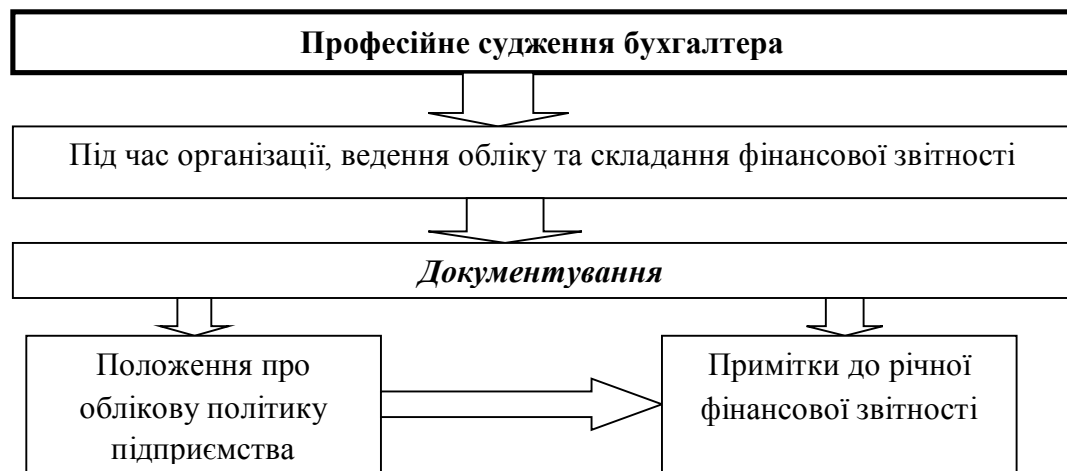 Професійне судження бухгалтера
Під час організації, ведення обліку та складання фінансової звітності
Документування
Положення про
облікову політику
підприємства
Примітки до річної
фінансової звітності